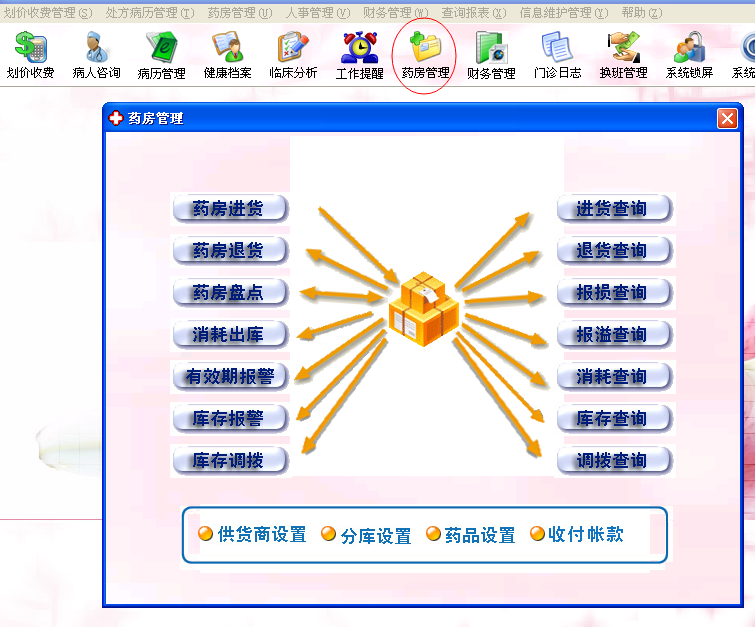 划价收费管理(S) 处方病历管理(T) 药房管理(U) 人事管理(V) 财务管理(W) 查询报表(X) 信息维护管理(Y) 帮助(Z)
划价收费 病人咨询 病历管理 健康档案 临床分析 工作提醒 药房管理 财务管理 门诊日志 换班管理 系统锁屏 系统
药房管理
药房进货 进货查询
药房退货 退货查询
药房盘点 报损查询
消耗出库 报溢查询
有效期报警 消耗查询
库存报警 库存查询
库存调拨 调拨查询
供货商设置 分库设置 药品设置 收付帐款